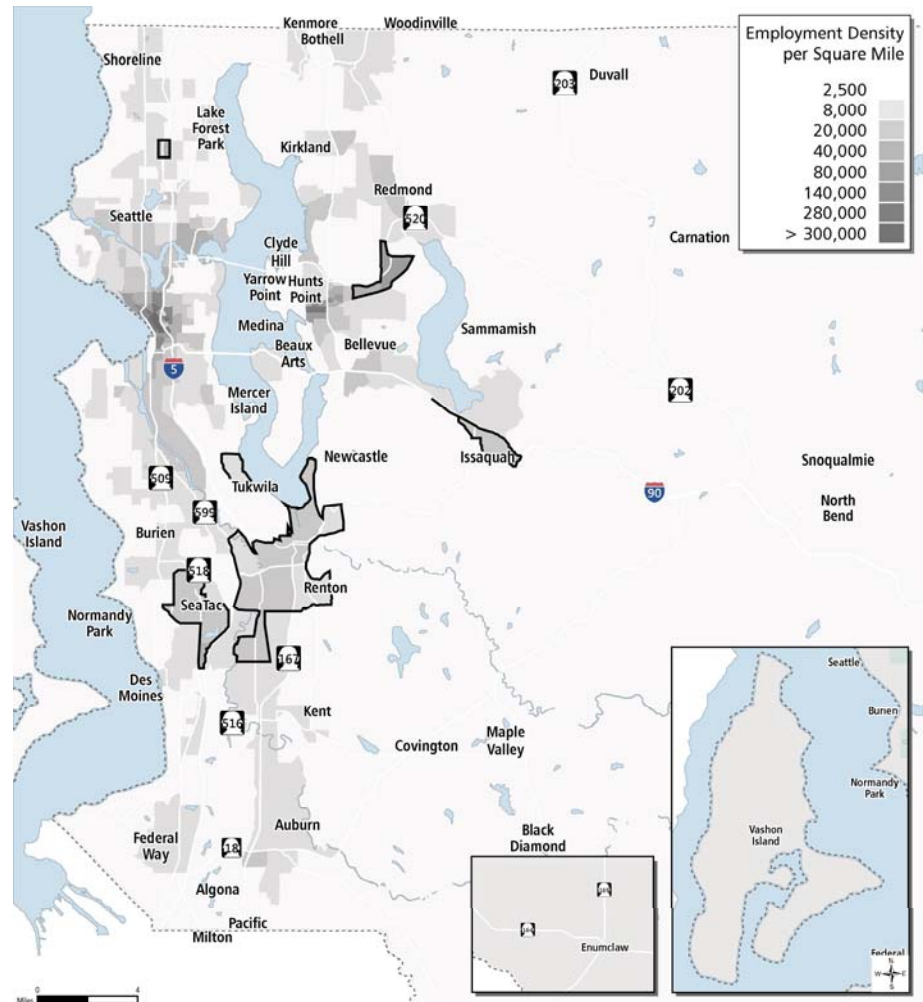 Kenmore
Bothell
Woodinville
Employment Density
per Square Mile
2,500
8,000
20,000
40,000
80,000
140,000
280,000
> 300,000
Shoreline
203
Duvall
Lake
Forest
Park
Kirkland
Redmond
Seattle
520
Carnation
Clyde
Hill
Yarrow
Point
Hunts
Point
Medina
Sammamish
Beaux
Arts
Bellevue
5
Mercer
Island
202
Newcastle
Issaquah
Snoqualmie
509
Tukwila
90
North
Bend
599
Vashon
Island
Burien
518
SeaTac
Renton
Normandy
Park
167
Des
Moines
516
Kent
Covington
Maple
Valley
Seattle
Burien
Normandy
Park
Vashon
Island
Federal
N
W
E
S
Federal
Way
18
Auburn
Black
Diamond
Algona
Pacific
Milton
Enumclaw
0
4
Miles